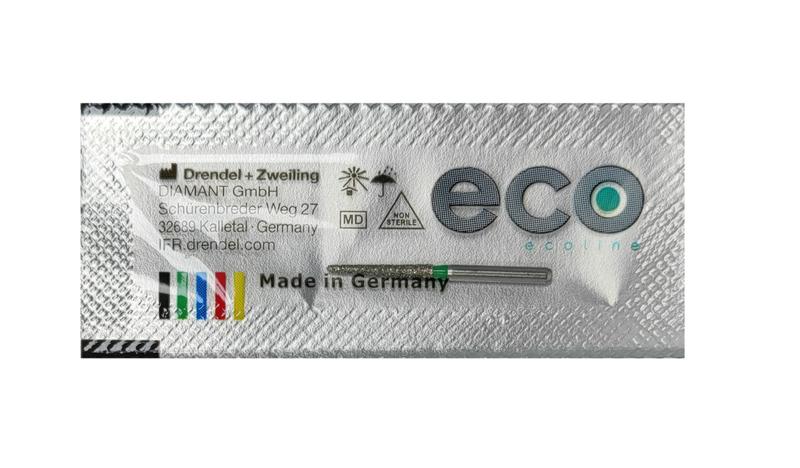 Drendel + Zweiling
DIAMANT GmbH
Schürenbreder Weg 27
32689 Kalletal · Germany
IFR.drendel.com
MD
NON
STERILE
eco
ecoline
Made in Germany